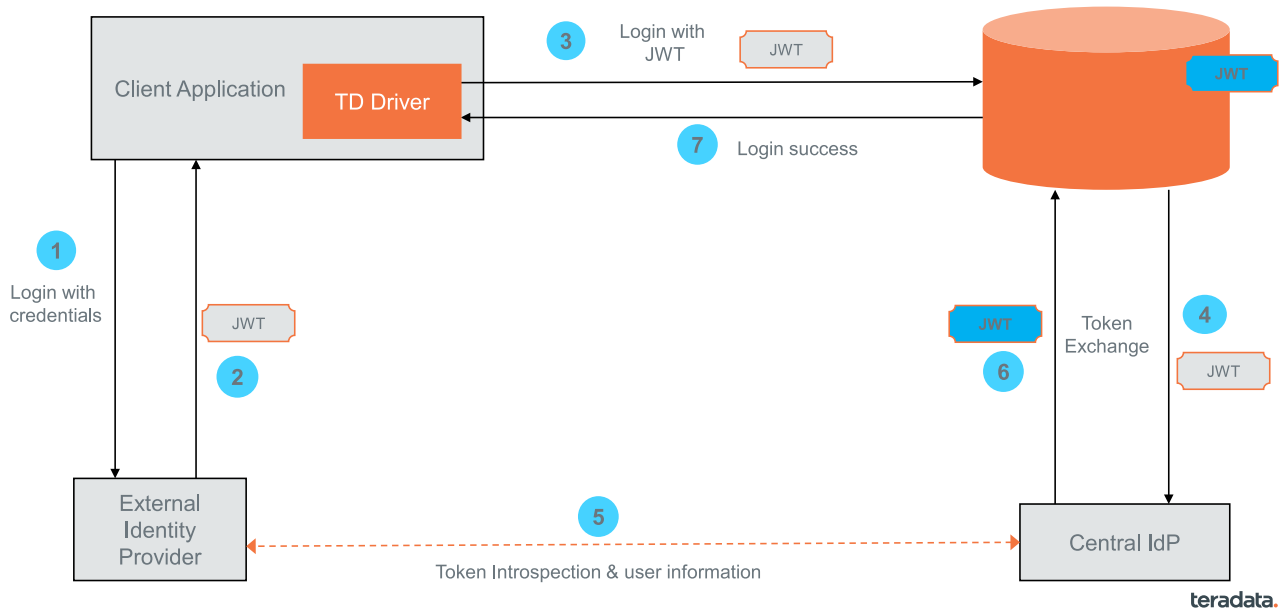 3
Login with
JWT
JWT
Client Application
TD Driver
JWT
7
Login success
1
Login with
credentials
JWT
2
JWT
6
Token
Exchange
4
JWT
External
Identity
Provider
5
Token Introspection & user information
Central IdP
teradata.